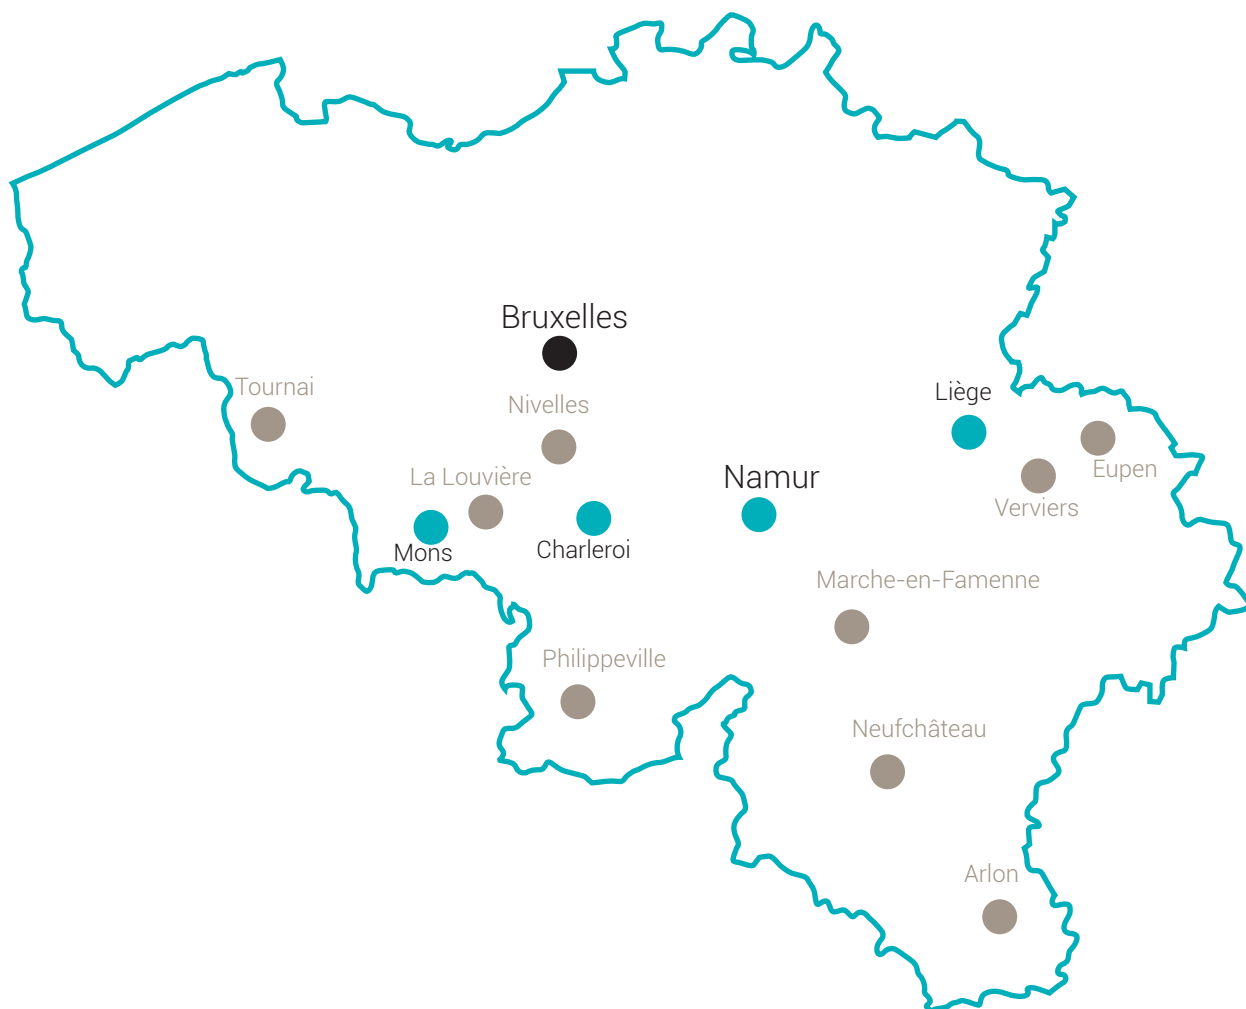 Bruxelles
Tournai
Liège
Nivelles
La Louvière
Namur
Eupen
Verviers
Mons
Charleroi
Marche-en-Famenne
Philippeville
Neufchâteau
Arlon